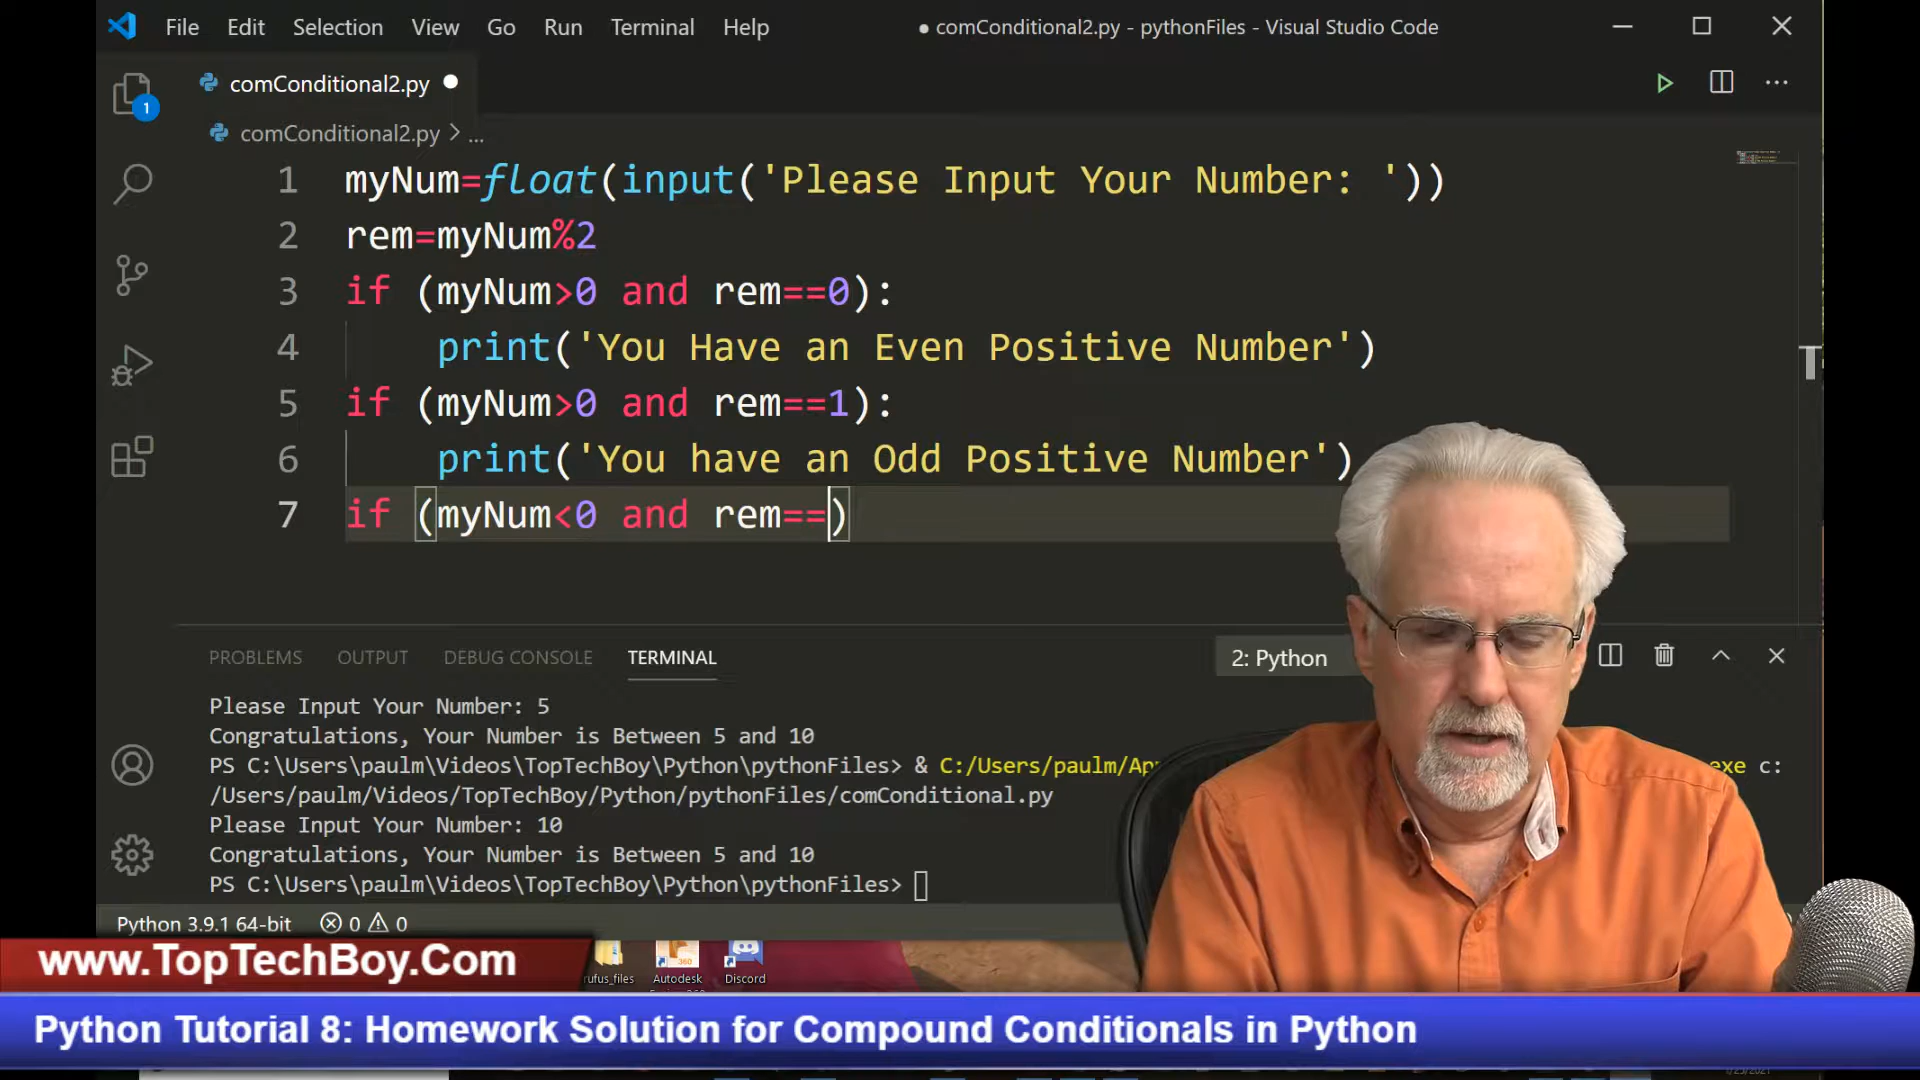 File Edit Selection View Go Run Terminal Help ● comConditional2.py - pythonFiles - Visual Studio Code
comConditional2.py ●
1
comConditional2.py > ...
1 myNum=float(input('Please Input Your Number: '))
2 rem=myNum%2
3 if (myNum>0 and rem==0):
4 print('You Have an Even Positive Number')
5 if (myNum>0 and rem==1):
6 print('You have an Odd Positive Number')
7 if (myNum<0 and rem==)
PROBLEMS OUTPUT DEBUG CONSOLE TERMINAL 2: Python
Please Input Your Number: 5
Congratulations, Your Number is Between 5 and 10
PS C:\Users\paulm\Videos\TopTechBoy\Python\pythonFiles> & C:/Users/paulm/Ap exe c:
/Users/paulm/Videos/TopTechBoy/Python/pythonFiles/comConditional.py
Please Input Your Number: 10
Congratulations, Your Number is Between 5 and 10
PS C:\Users\paulm\Videos\TopTechBoy\Python\pythonFiles>
Python 3.9.1 64-bit 0 0
www.TopTechBoy.Com
rufus_files Autodesk Discord
Python Tutorial 8: Homework Solution for Compound Conditionals in Python